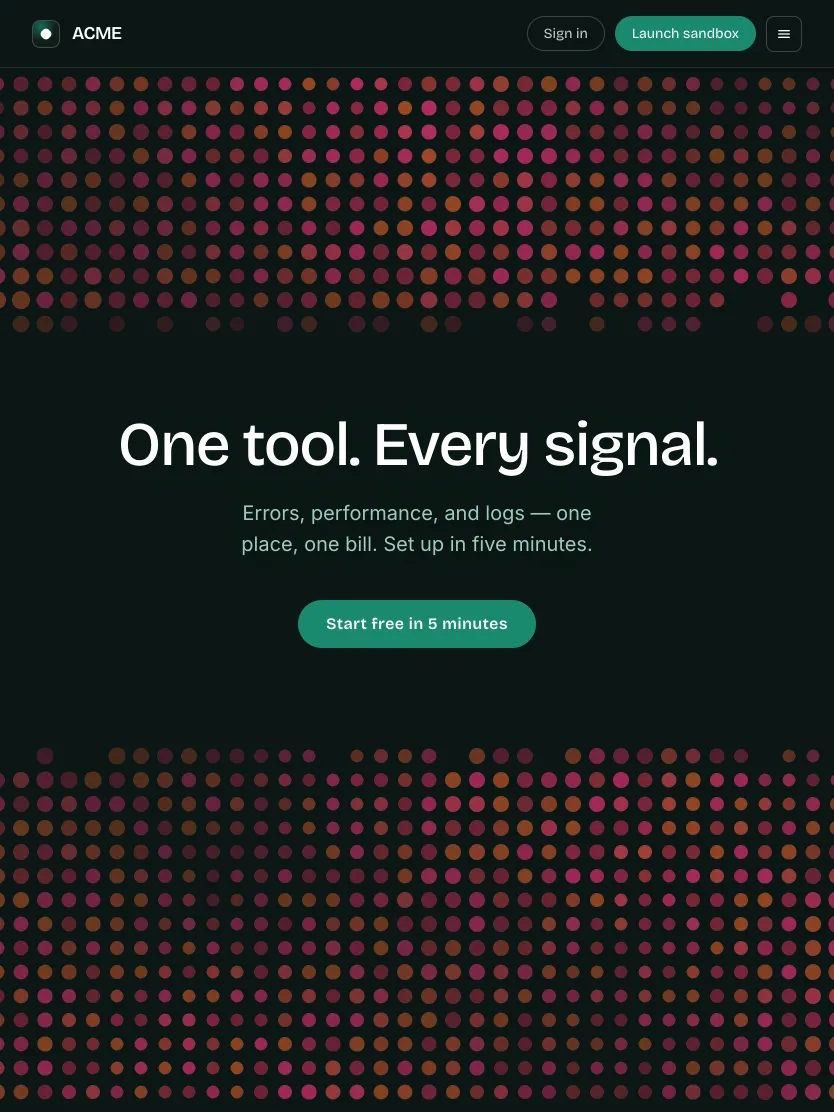 ACME
Sign in
Launch sandbox
One tool. Every signal.
Errors, performance, and logs — one
place, one bill. Set up in five minutes.
Start free in 5 minutes